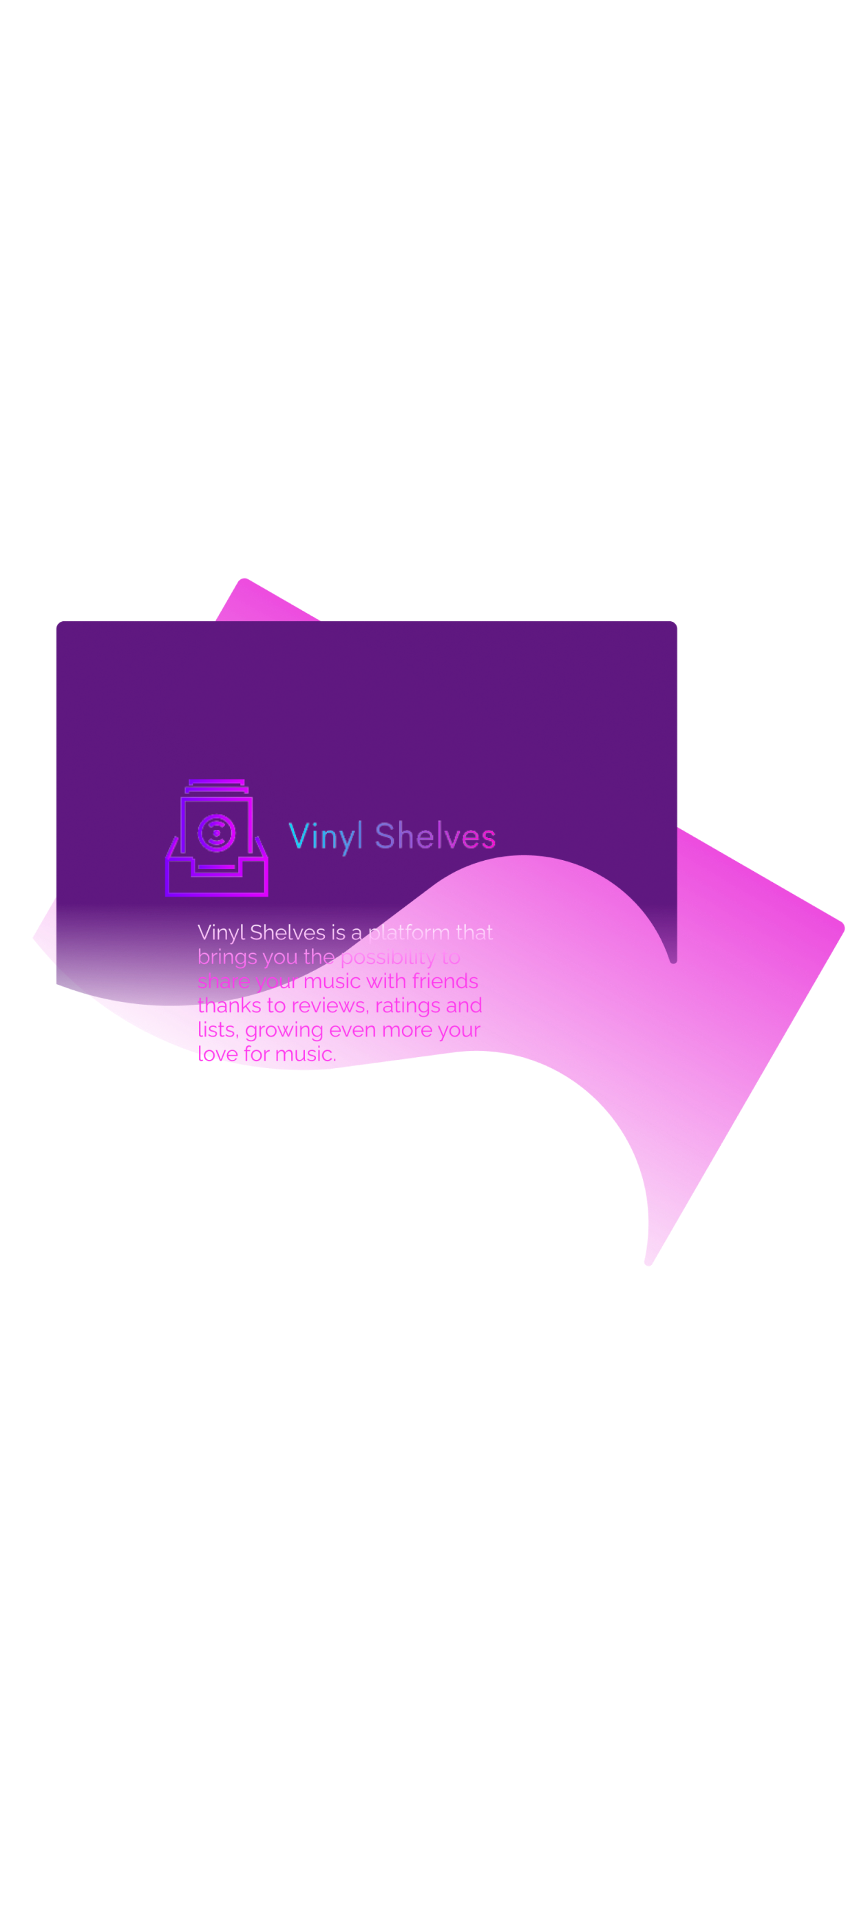 Vinyl Shelves
Vinyl Shelves is a platform that
brings you the possibility to
share your music with friends
thanks to reviews, ratings and
lists, growing even more your
love for music.